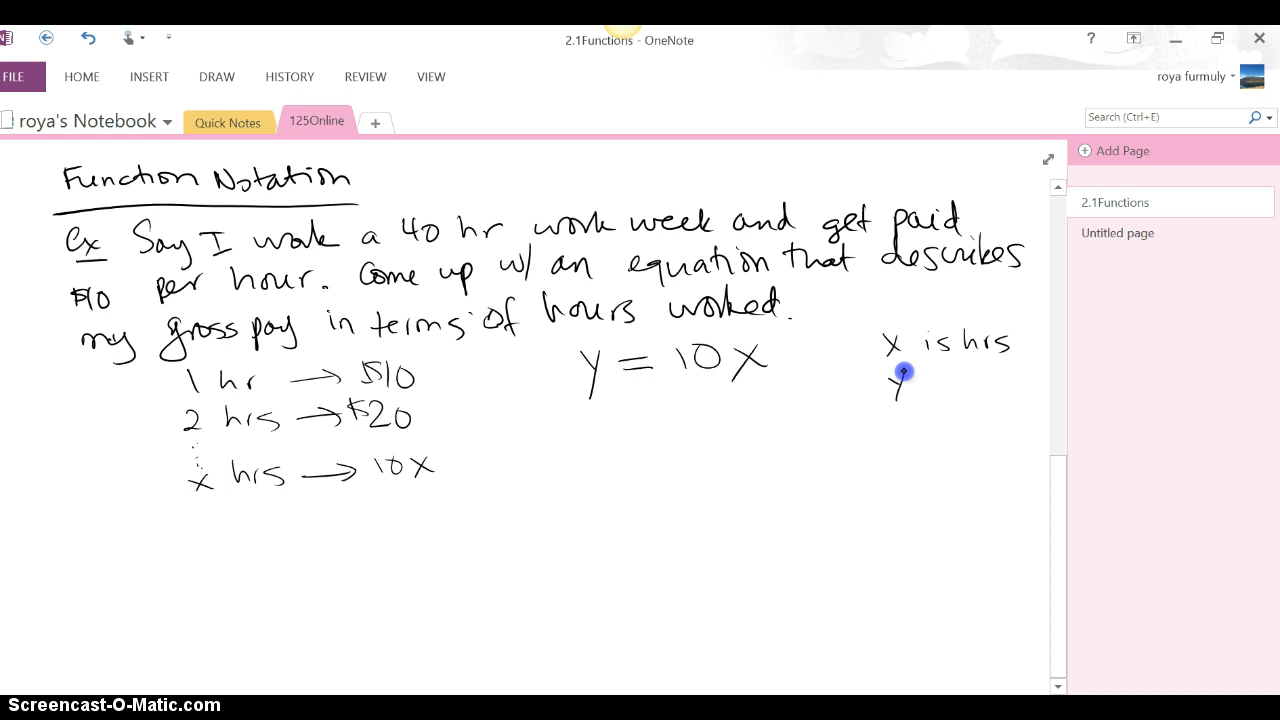 2.1Functions - OneNote
?
FILE HOME INSERT DRAW HISTORY REVIEW VIEW
roya furmuly
roya's Notebook Quick Notes 125Online +
Search (Ctrl+E)
Add Page
2.1Functions
Untitled page
Function Notation
Ex Say I work a 40 hr work week and get paid
$10 per hour. Come up w/ an equation that describes
my gross pay in terms of hours worked.
1 hr → $10
2 hrs → $20
x hrs → 10x
y = 10x
x is hrs
y
Screencast-O-Matic.com